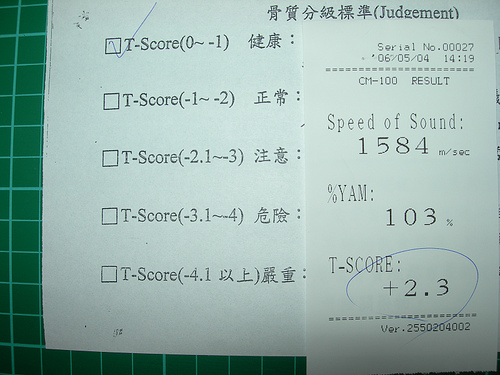 骨質分級標準(Judgement)
T-Score(0~ -1) 健康：
T-Score(-1~ -2) 正常：
T-Score(-2.1~-3) 注意：
T-Score(-3.1~-4) 危險：
T-Score(-4.1 以上)嚴重：
Serial No.00027
'06/05/04 14:19
CM-100 RESULT
Speed of Sound:
1584 m/sec
%YAM:
103 %
T-SCORE:
+2.3
Ver.2550204002